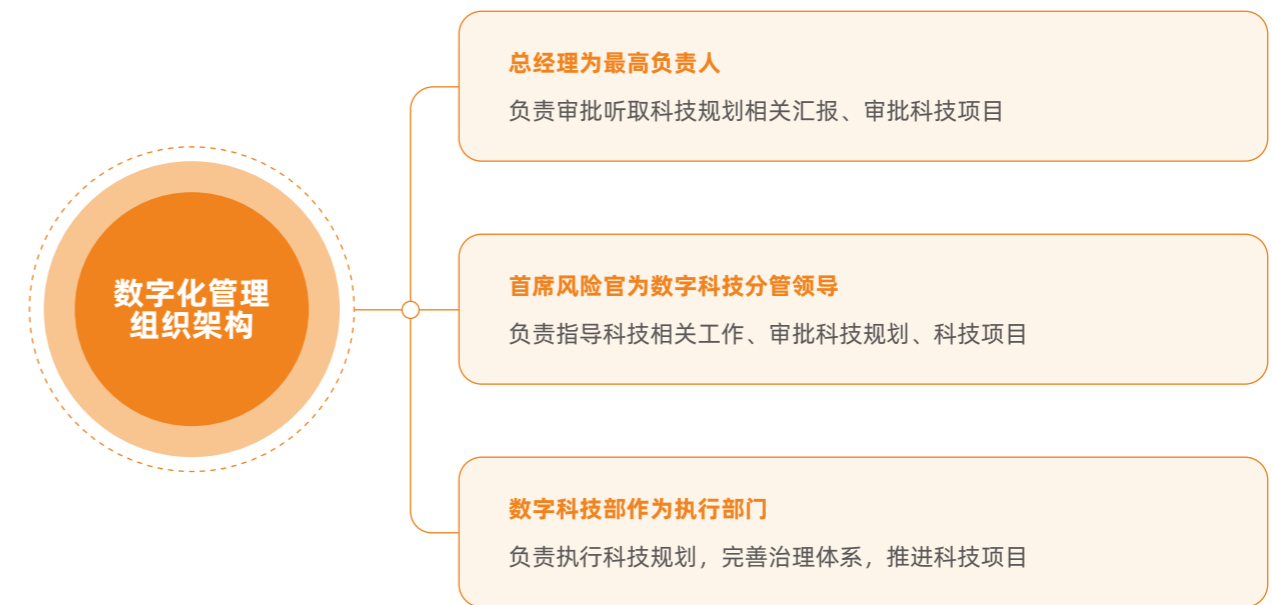 数字化管理
组织架构
总经理为最高负责人
负责审批听取科技规划相关汇报、审批科技项目
首席风险官为数字科技分管领导
负责指导科技相关工作、审批科技规划、科技项目
数字科技部作为执行部门
负责执行科技规划，完善治理体系，推进科技项目